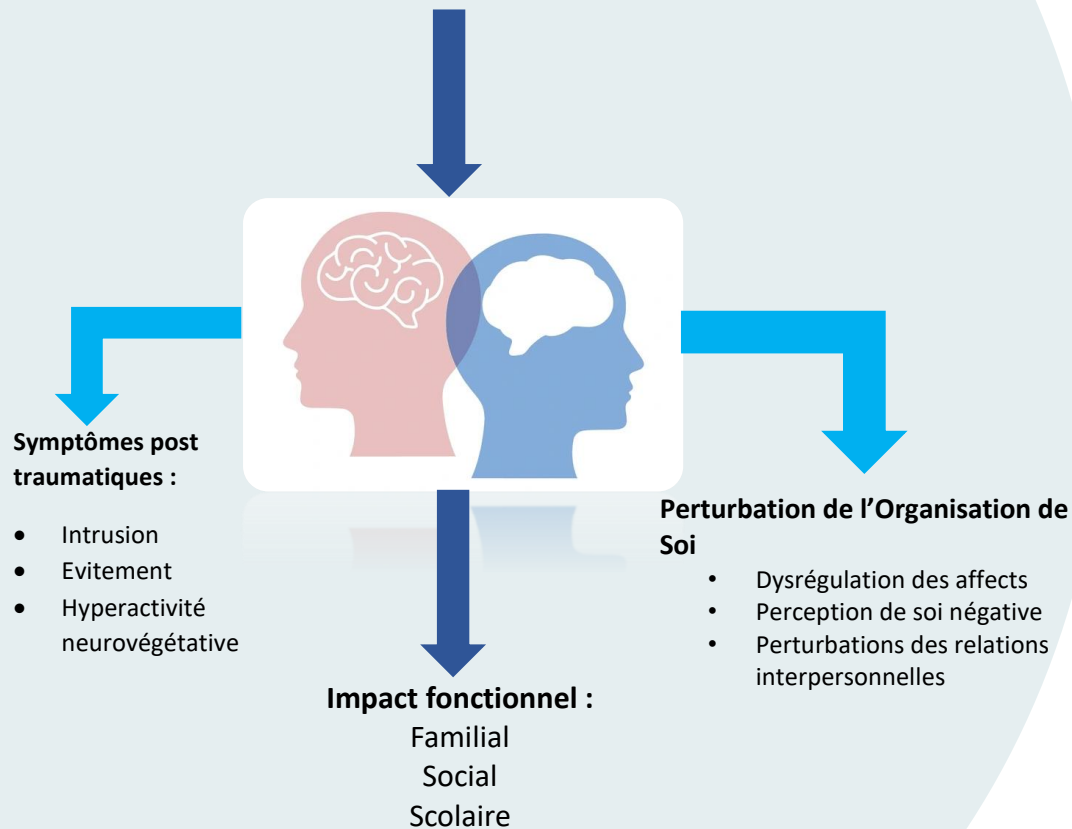 Symptômes post
traumatiques :
• Intrusion
• Evitement
• Hyperactivité
neurovégétative
Perturbation de l’Organisation de
Soi
• Dysrégulation des affects
• Perception de soi négative
• Perturbations des relations
interpersonnelles
Impact fonctionnel :
Familial
Social
Scolaire